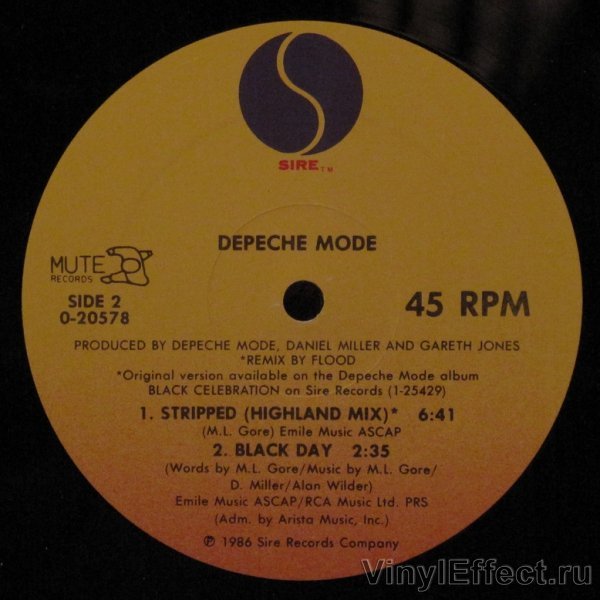 SIRE™
DEPECHE MODE
MUTE
RECORDS
SIDE 2
0-20578
45 RPM
PRODUCED BY DEPECHE MODE, DANIEL MILLER AND GARETH JONES
*REMIX BY FLOOD
*Original version available on the Depeche Mode album
BLACK CELEBRATION on Sire Records (1-25429)
1. STRIPPED (HIGHLAND MIX)* 6:41
(M.L. Gore) Emile Music ASCAP
2. BLACK DAY 2:35
(Words by M.L. Gore/Music by M.L. Gore/
D. Miller/Alan Wilder)
Emile Music ASCAP/RCA Music Ltd. PRS
(Adm. by Arista Music, Inc.)
℗ 1986 Sire Records Company
VinylEffect.ru